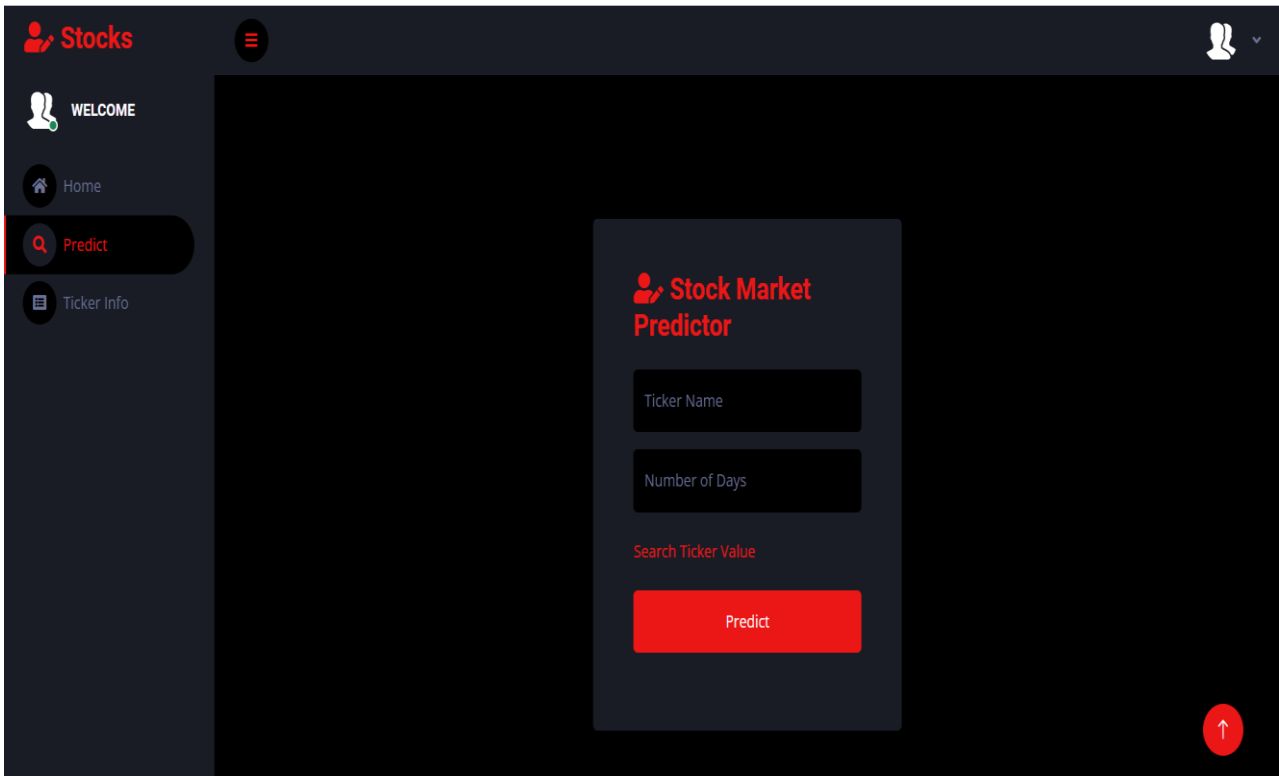 Stocks
WELCOME
Home
Predict
Ticker Info
Stock Market
Predictor
Ticker Name
Number of Days
Search Ticker Value
Predict